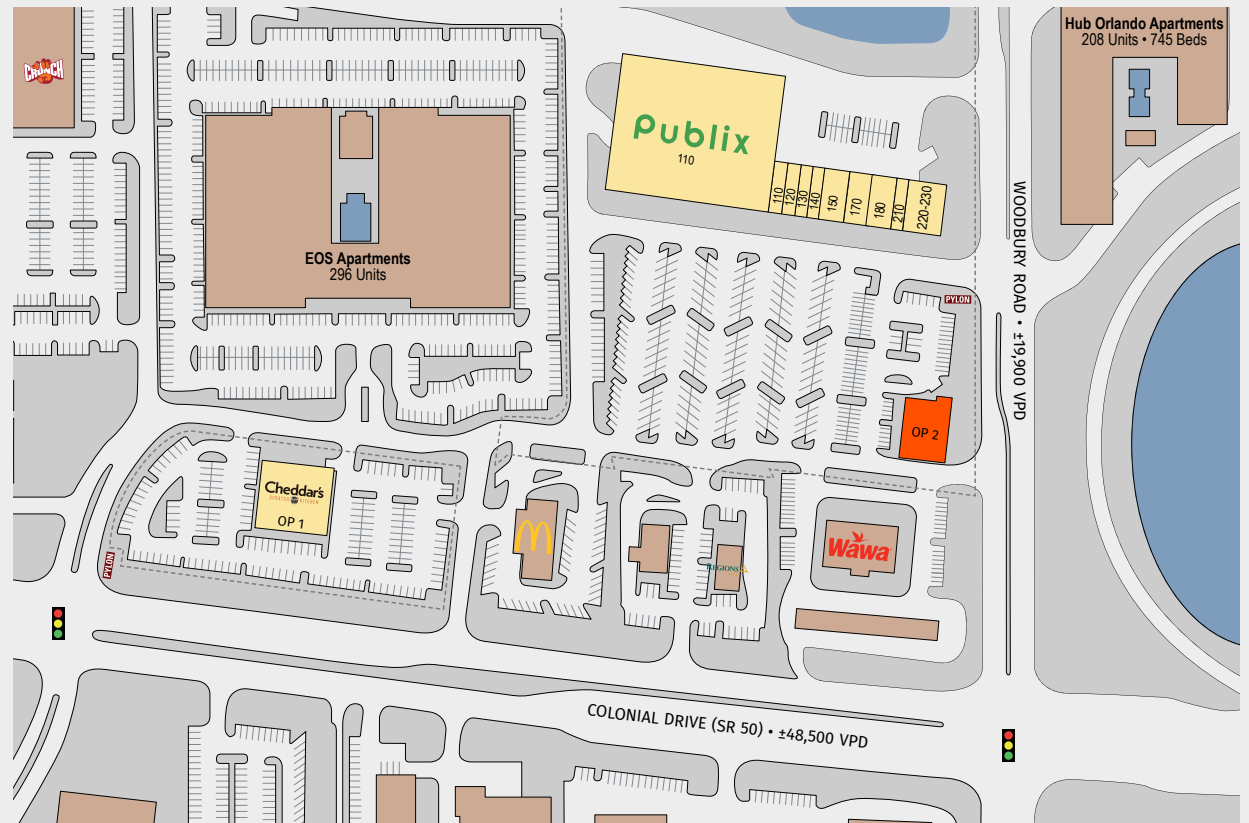 Hub Orlando Apartments
208 Units • 745 Beds
CRUNCH
Publix
110
110
120
130
140
150
170
180
210
220-230
WOODBURY ROAD • ±19,900 VPD
EOS Apartments
296 Units
PYLON
OP 2
Cheddar's
SCRATCH KITCHEN
OP 1
Wawa
REGIONS
PYLON
COLONIAL DRIVE (SR 50) • ±48,500 VPD